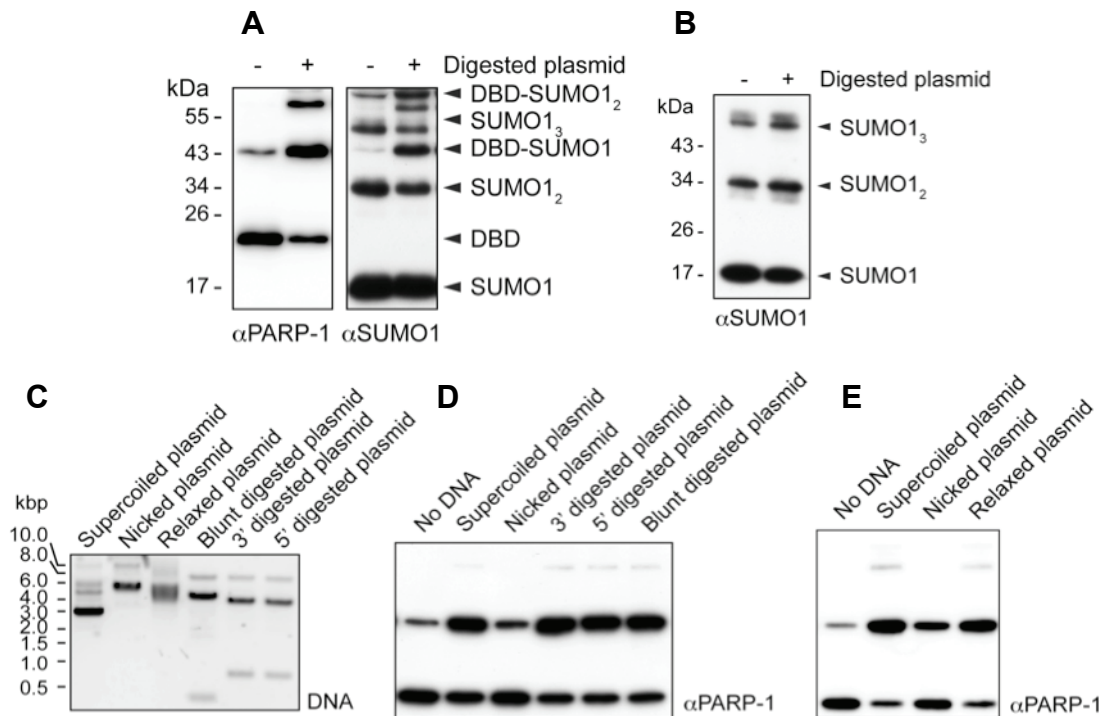 A
- + - + Digested plasmid
kDa
55 -
43 -
34 -
26 -
17 -
DBD-SUMO1₂
SUMO1₃
DBD-SUMO1
SUMO1₂
DBD
SUMO1
αPARP-1 αSUMO1
B
- + Digested plasmid
kDa
43 -
34 -
26 -
17 -
SUMO1₃
SUMO1₂
SUMO1
αSUMO1
C
Supercoiled plasmid
Nicked plasmid
Relaxed plasmid
Blunt digested plasmid
3' digested plasmid
5' digested plasmid
kbp
10.0
8.0
6.0
4.0
3.0
2.0
1.5
1.0
0.5
DNA
D
No DNA
Supercoiled plasmid
Nicked plasmid
3' digested plasmid
5' digested plasmid
Blunt digested plasmid
αPARP-1
E
No DNA
Supercoiled plasmid
Nicked plasmid
Relaxed plasmid
αPARP-1